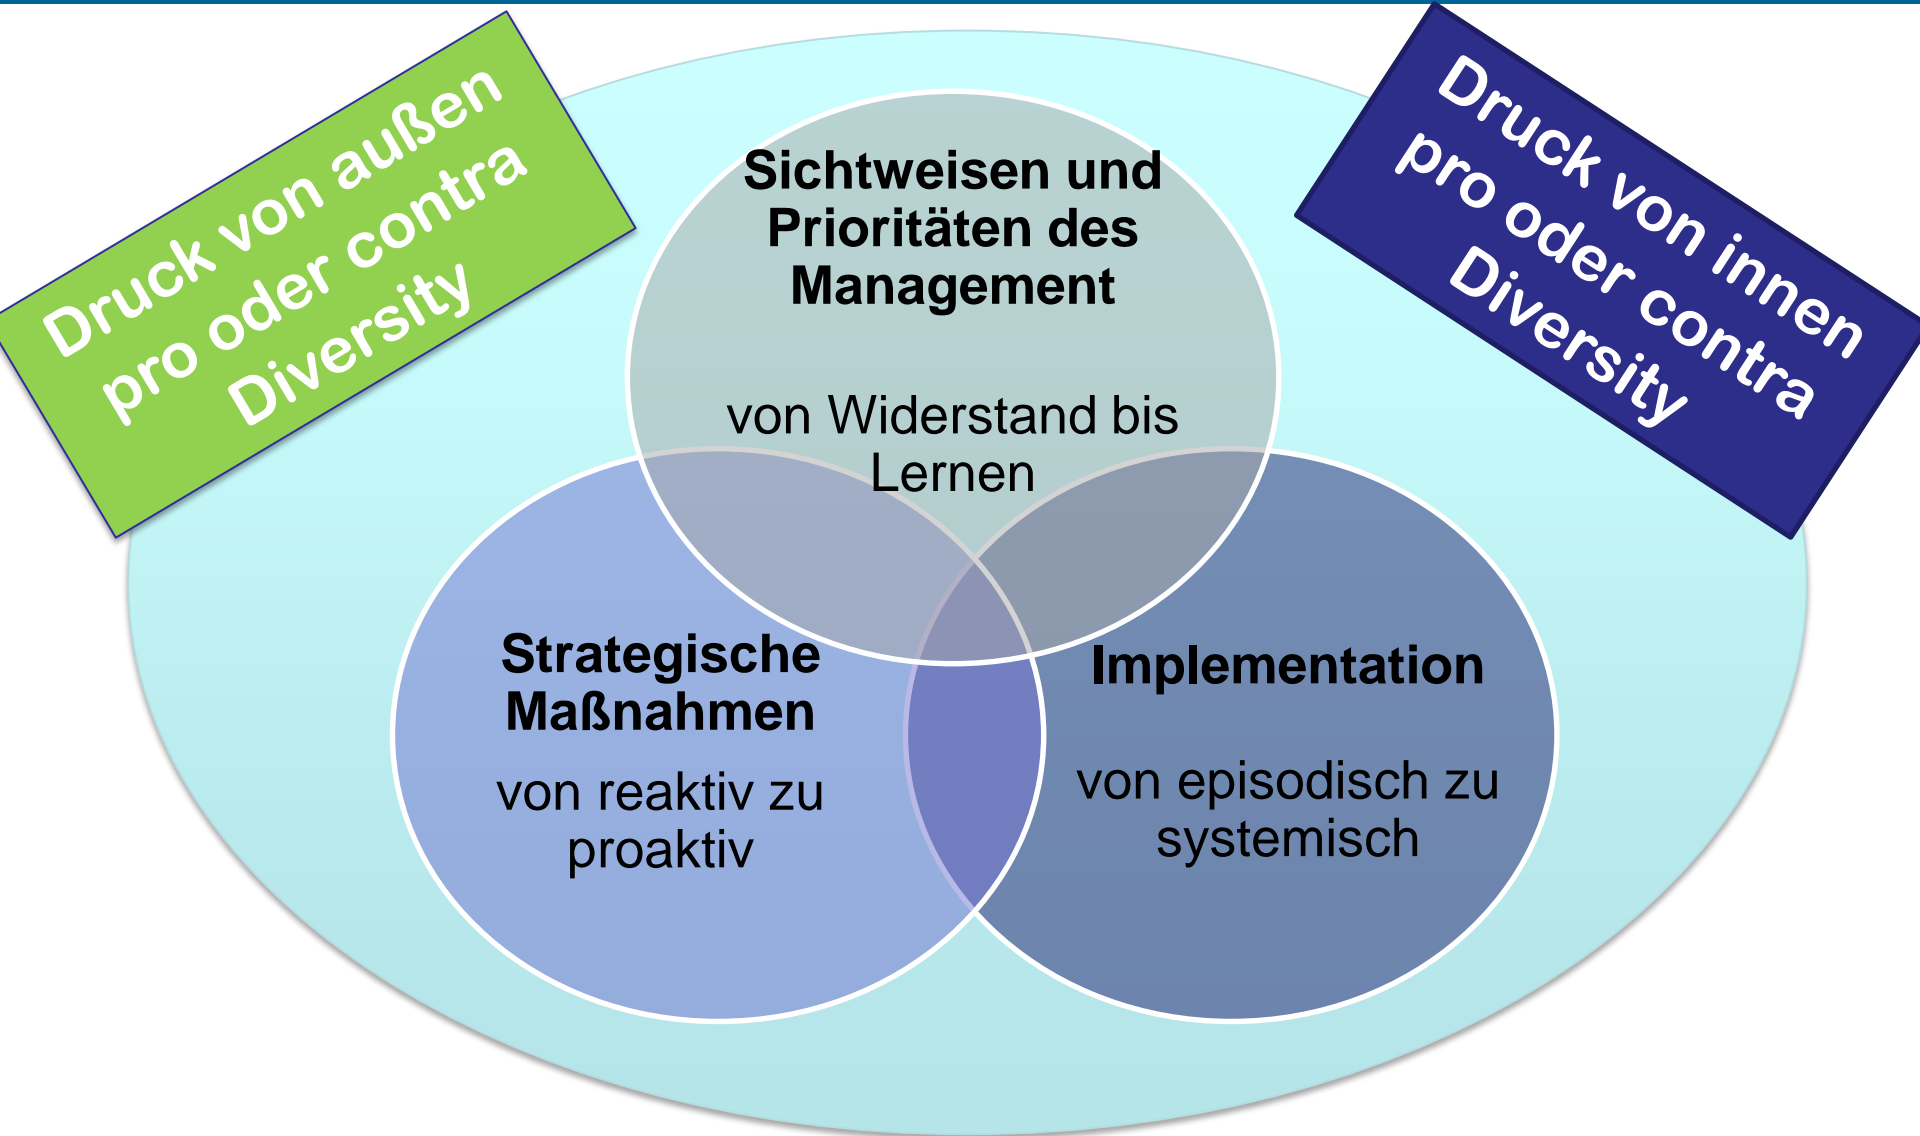 Druck von außen
pro oder contra
Diversity
Druck von innen
pro oder contra
Diversity
Sichtweisen und
Prioritäten des
Management
von Widerstand bis
Lernen
Strategische
Maßnahmen
von reaktiv zu
proaktiv
Implementation
von episodisch zu
systemisch